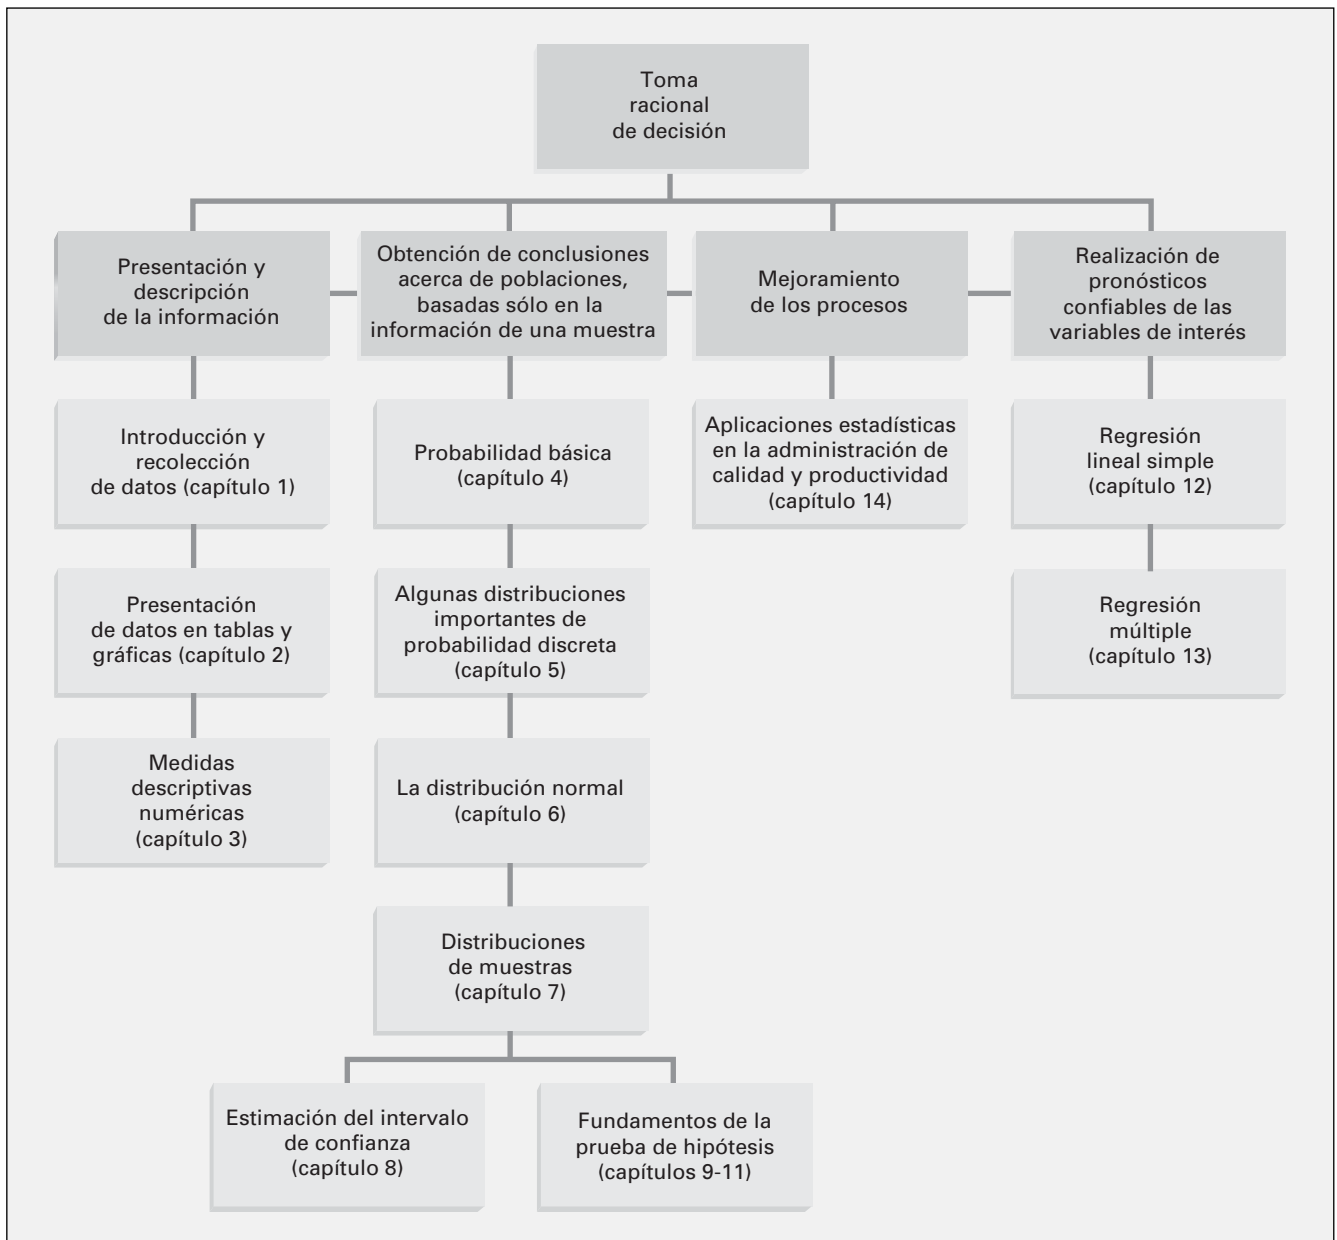 Toma
racional
de decisión
Presentación y
descripción
de la información
Obtención de conclusiones
acerca de poblaciones,
basadas sólo en la
información de una muestra
Mejoramiento
de los procesos
Realización de
pronósticos
confiables de las
variables de interés
Introducción y
recolección
de datos (capítulo 1)
Probabilidad básica
(capítulo 4)
Aplicaciones estadísticas
en la administración de
calidad y productividad
(capítulo 14)
Regresión
lineal simple
(capítulo 12)
Presentación
de datos en tablas y
gráficas (capítulo 2)
Algunas distribuciones
importantes de
probabilidad discreta
(capítulo 5)
Regresión
múltiple
(capítulo 13)
Medidas
descriptivas
numéricas
(capítulo 3)
La distribución normal
(capítulo 6)
Distribuciones
de muestras
(capítulo 7)
Estimación del intervalo
de confianza
(capítulo 8)
Fundamentos de la
prueba de hipótesis
(capítulos 9-11)